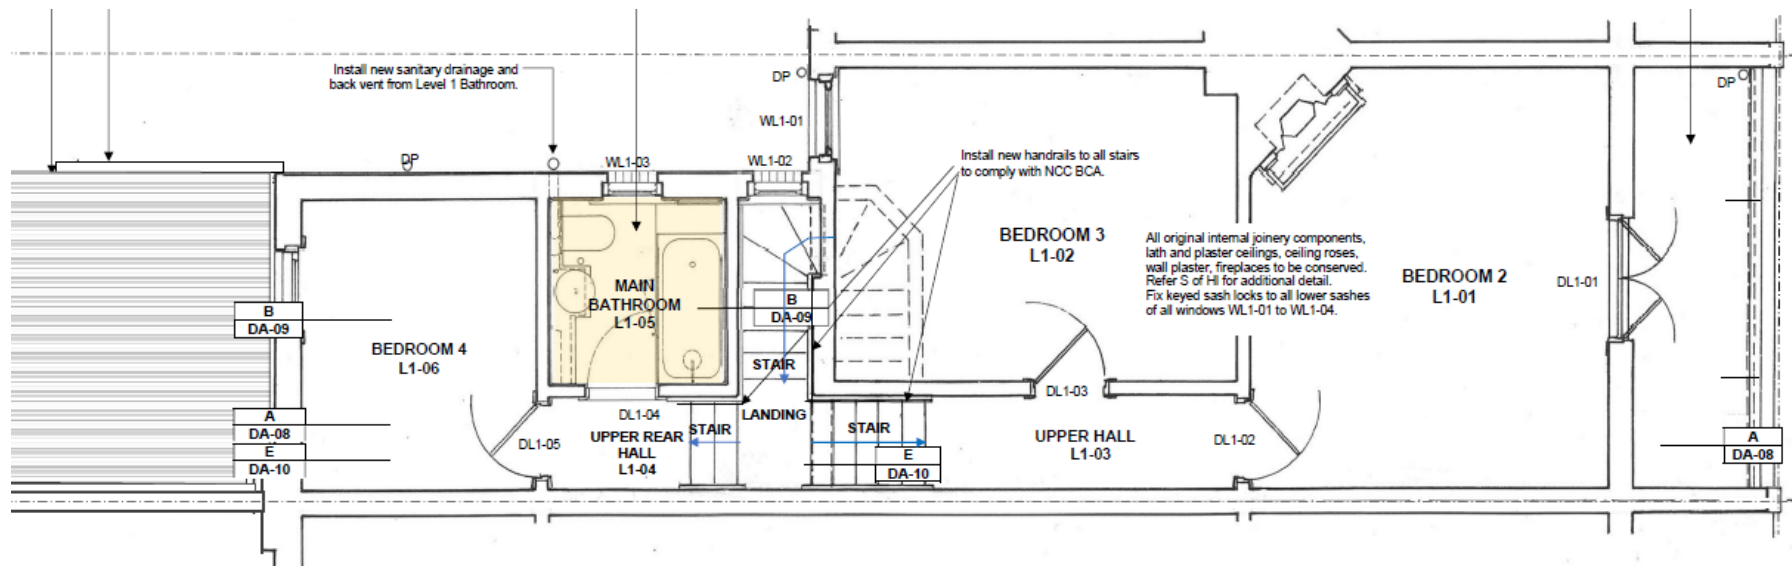 Install new sanitary drainage and
back vent from Level 1 Bathroom.
DP
DP
WL1-01
DP
WL1-03
WL1-02
Install new handrails to all stairs
to comply with NCC BCA.
BEDROOM 3
L1-02
All original internal joinery components,
lath and plaster ceilings, ceiling roses,
wall plaster, fireplaces to be conserved.
Refer S of HI for additional detail.
Fix keyed sash locks to all lower sashes
of all windows WL1-01 to WL1-04.
BEDROOM 2
L1-01
DL1-01
MAIN
BATHROOM
L1-05
B
DA-09
B
DA-09
BEDROOM 4
L1-06
STAIR
DL1-03
A
DA-08
E
DA-10
DL1-04
LANDING
DL1-05
UPPER REAR
HALL
L1-04
STAIR
STAIR
E
DA-10
UPPER HALL
L1-03
DL1-02
A
DA-08